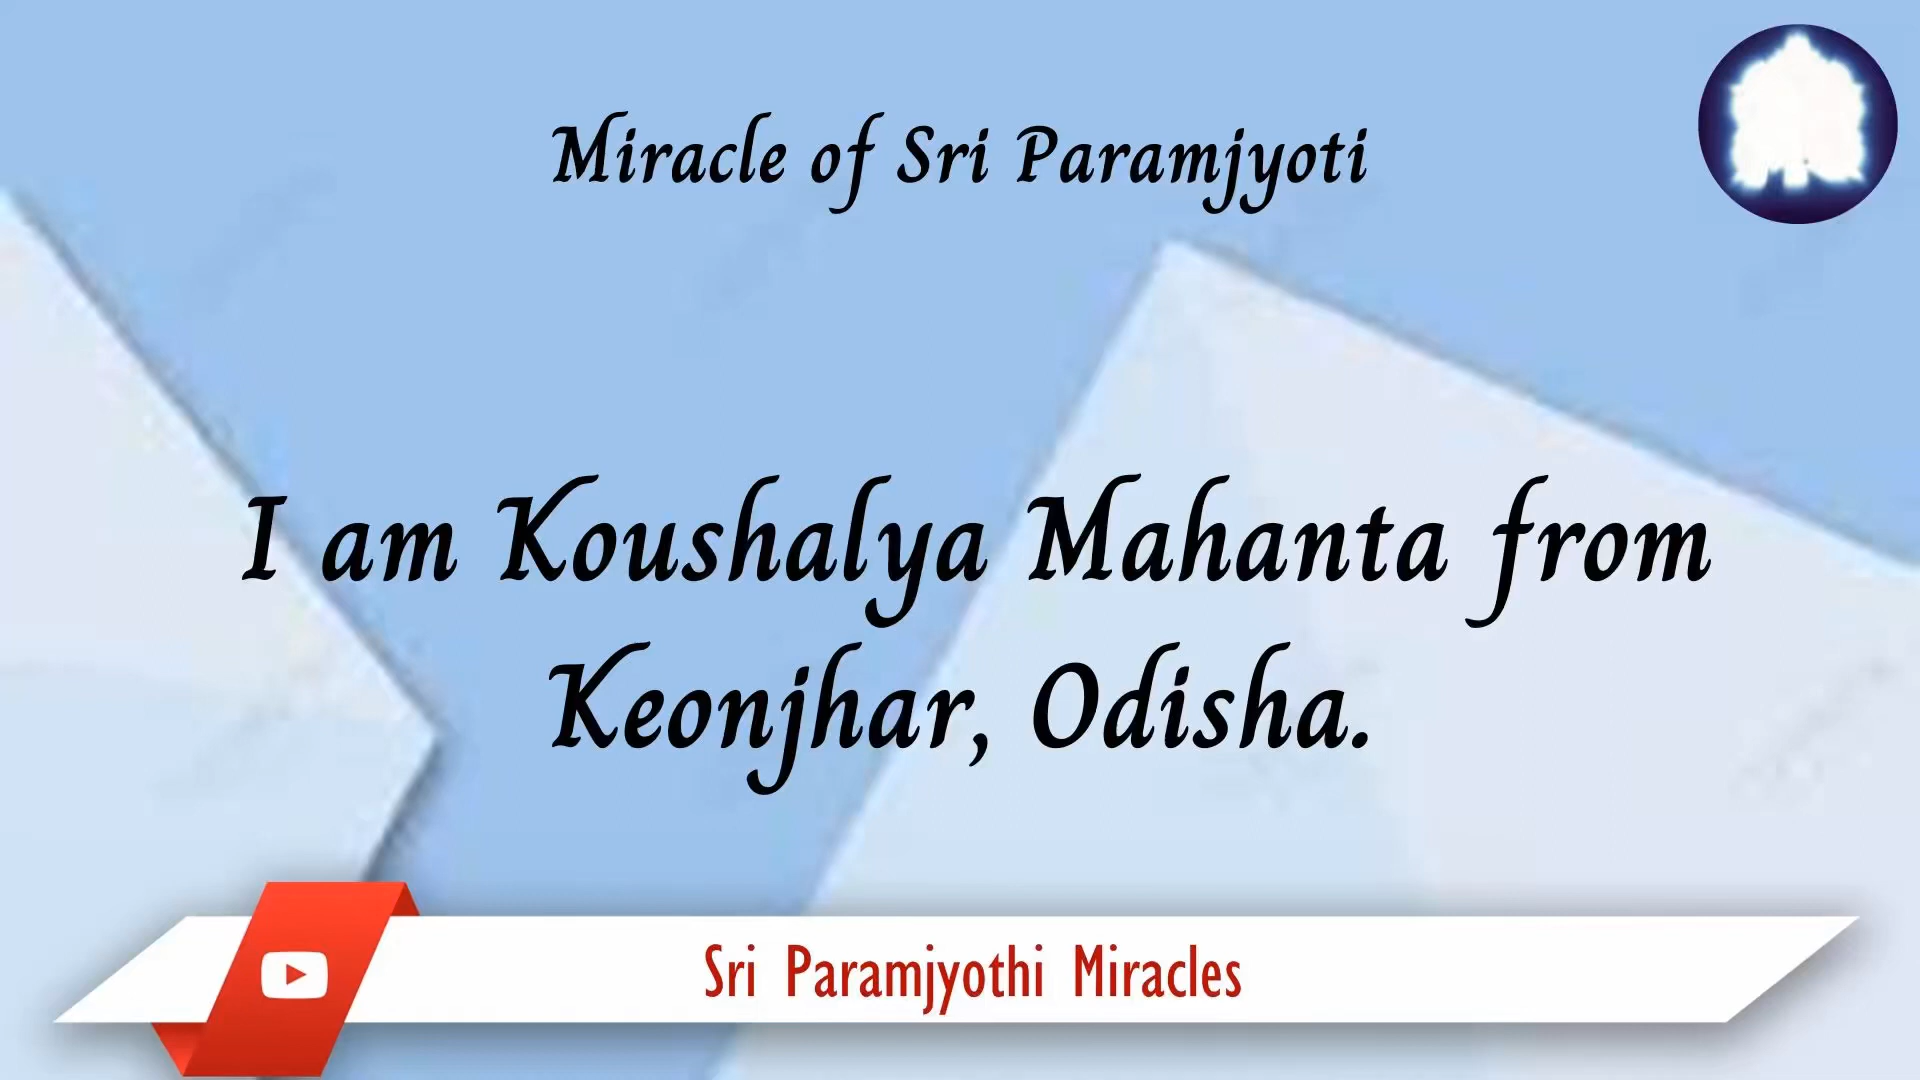 Miracle of Sri Paramjyoti
I am Koushalya Mahanta from
Keonjhar, Odisha.
Sri Paramjyothi Miracles